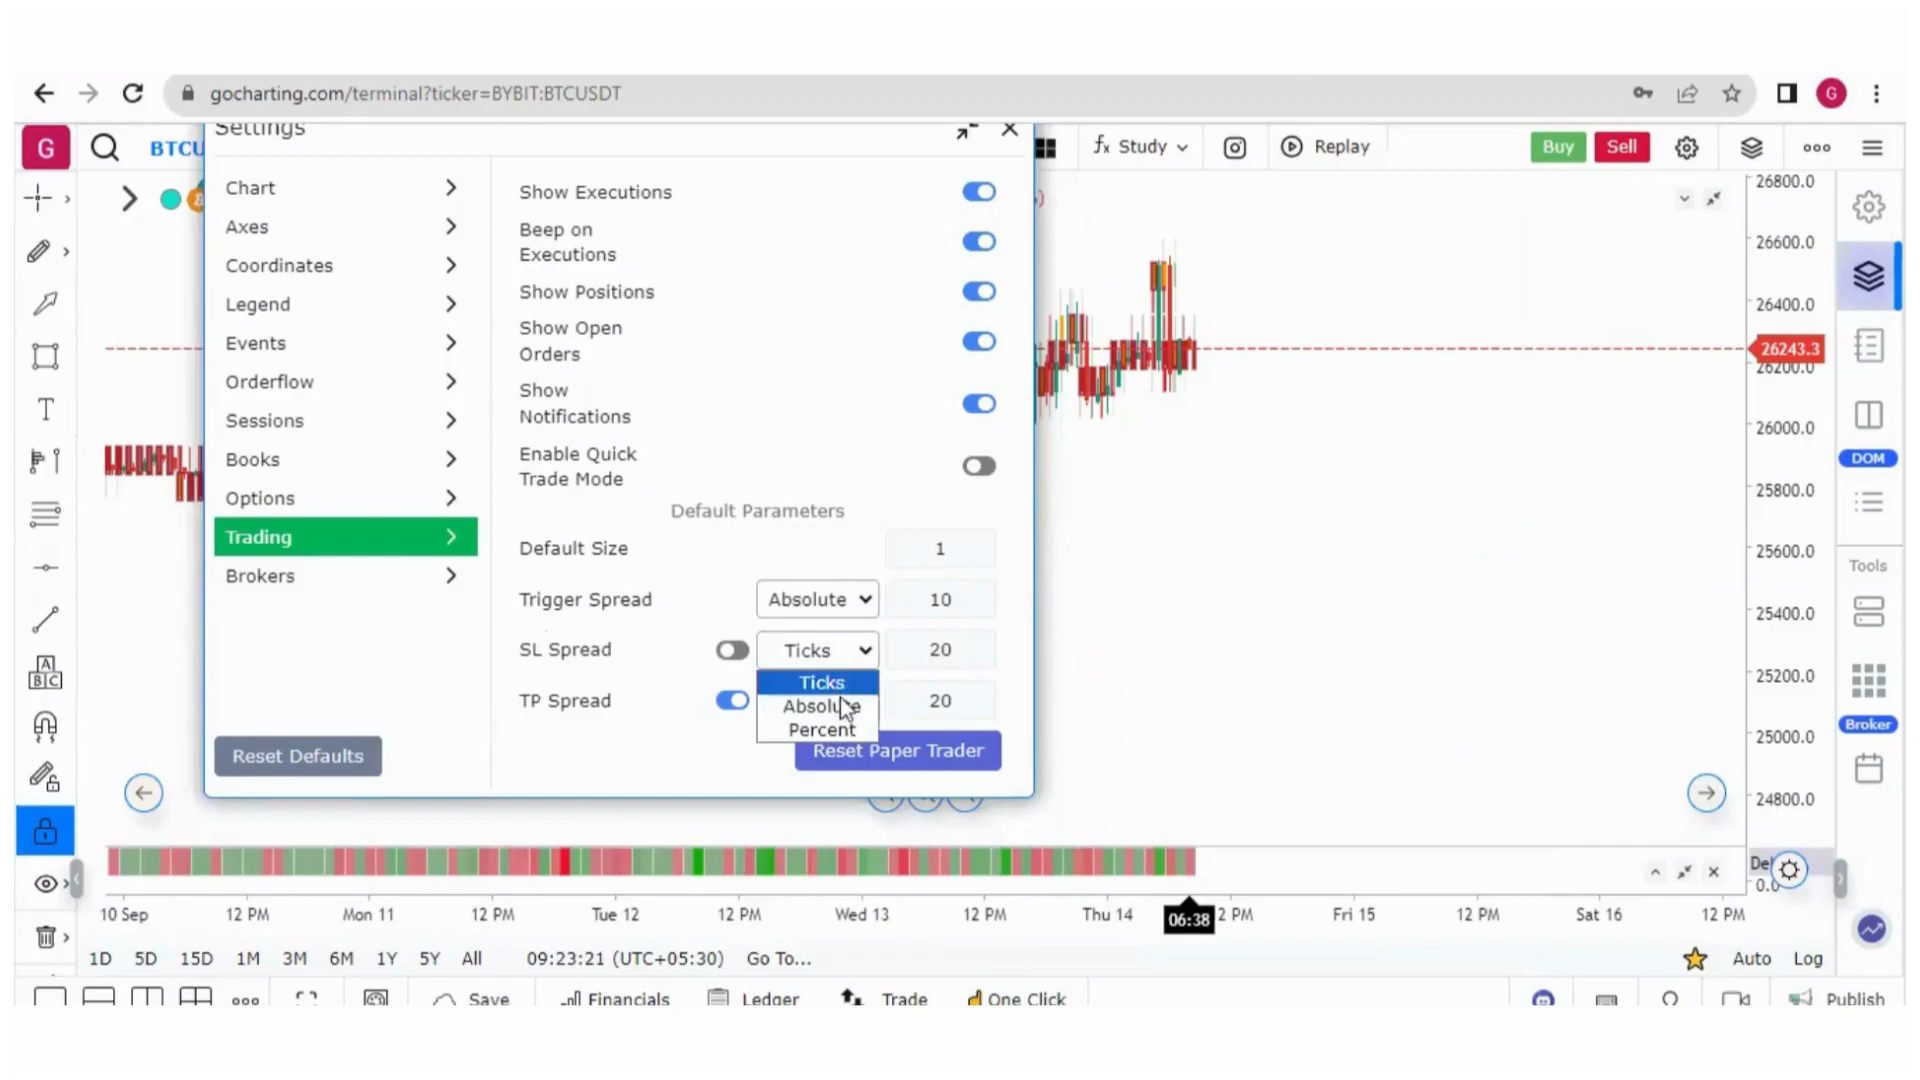 gocharting.com/terminal?ticker=BYBIT:BTCUSDT
G
G
BTCU
Settings
Study
Replay
Buy
Sell
Chart
Axes
Coordinates
Legend
Events
Orderflow
Sessions
Books
Options
Trading
Brokers
Reset Defaults
Show Executions
Beep on
Executions
Show Positions
Show Open
Orders
Show
Notifications
Enable Quick
Trade Mode
Default Parameters
Default Size
1
Trigger Spread
Absolute
10
SL Spread
Ticks
20
Ticks
Absolute
Percent
TP Spread
20
Reset Paper Trader
26800.0
26600.0
26400.0
26243.3
26200.0
26000.0
25800.0
25600.0
25400.0
25200.0
25000.0
24800.0
DOM
Tools
Broker
Del
0.0
10 Sep
12 PM
Mon 11
12 PM
Tue 12
12 PM
Wed 13
12 PM
Thu 14
06:38
2 PM
Fri 15
12 PM
Sat 16
12 PM
1D
5D
15D
1M
3M
6M
1Y
5Y
All
09:23:21 (UTC+05:30)
Go To...
Auto
Log
Save
Financials
Ledger
Trade
One Click
Publish
T
A
B C